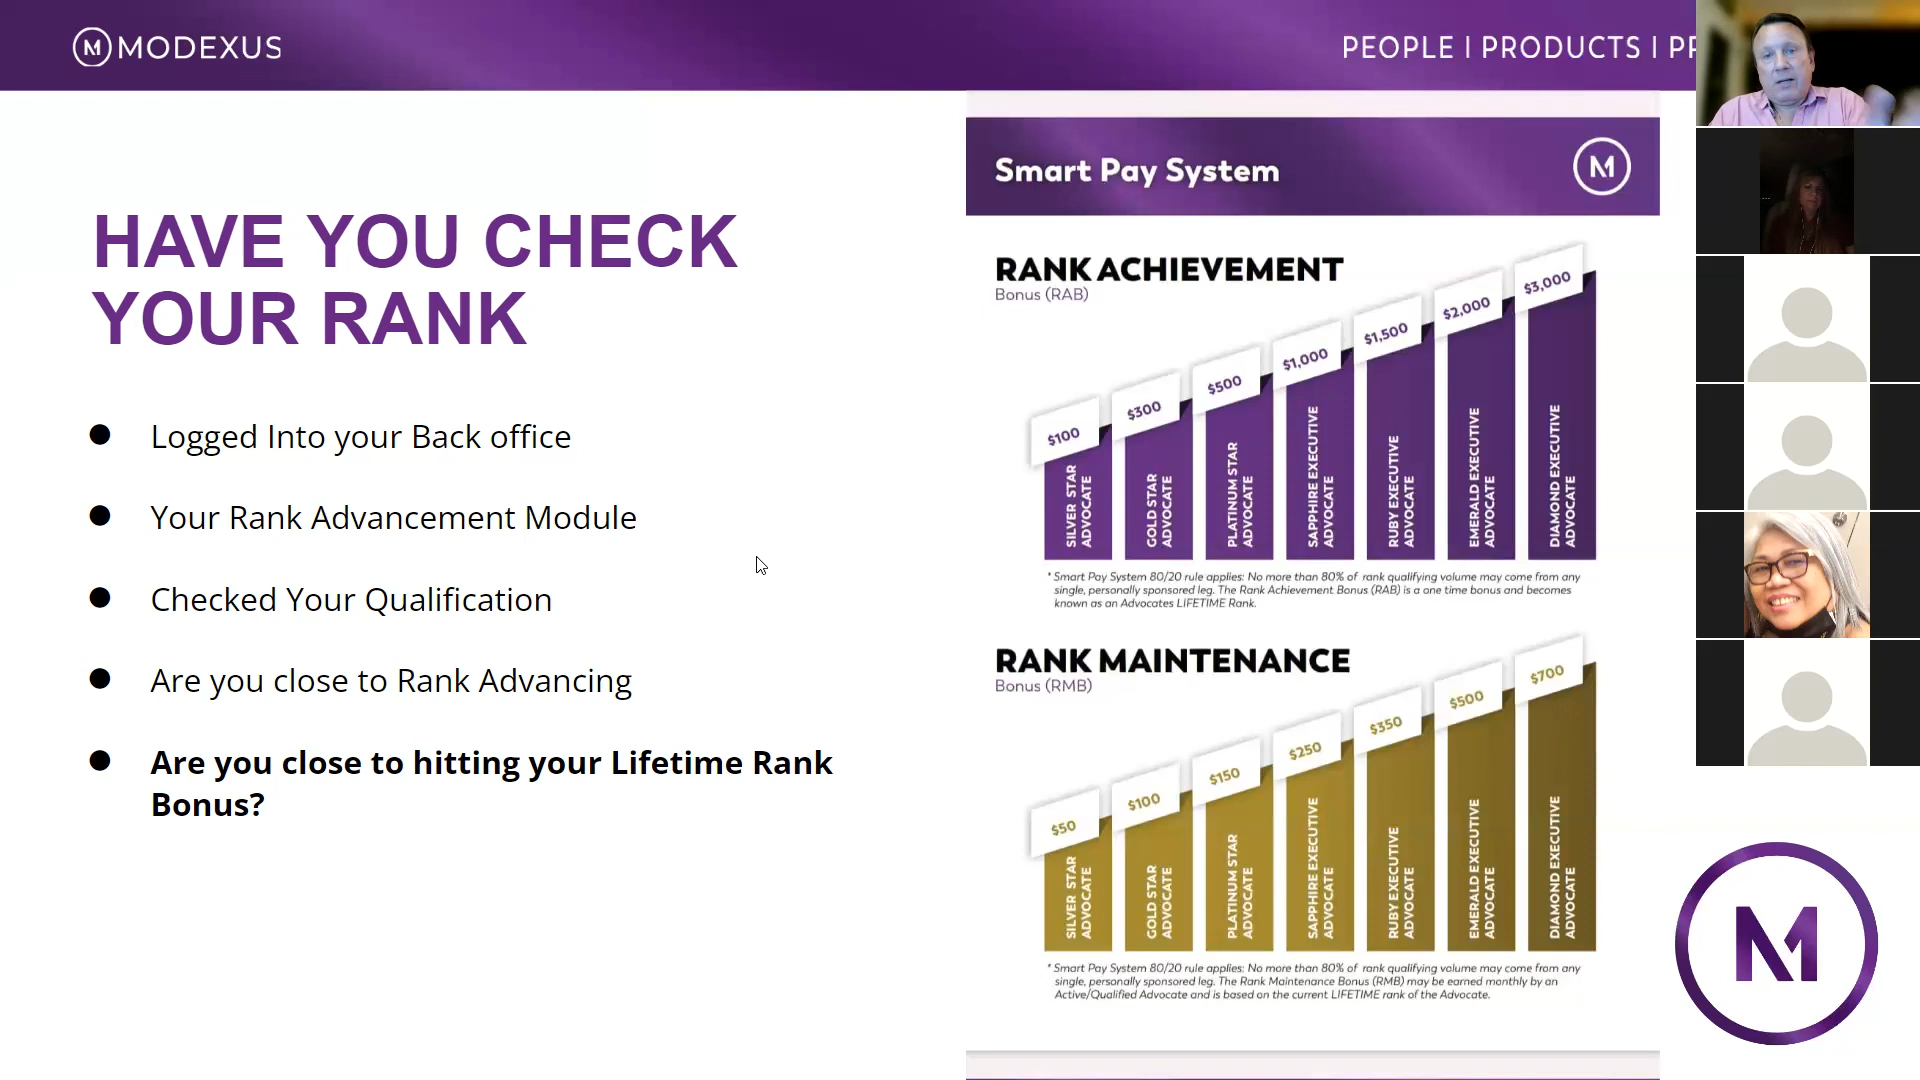 MODEXUS
PEOPLE | PRODUCTS |
HAVE YOU CHECK
YOUR RANK
Logged Into your Back office
Your Rank Advancement Module
Checked Your Qualification
Are you close to Rank Advancing
Are you close to hitting your Lifetime Rank
Bonus?
Smart Pay System
RANK ACHIEVEMENT
Bonus (RAB)
$100
$300
$500
$1,000
$1,500
$2,000
$3,000
SILVER STAR
ADVOCATE
GOLD STAR
ADVOCATE
PLATINUM STAR
ADVOCATE
SAPPHIRE EXECUTIVE
ADVOCATE
RUBY EXECUTIVE
ADVOCATE
EMERALD EXECUTIVE
ADVOCATE
DIAMOND EXECUTIVE
ADVOCATE
* Smart Pay System 80/20 rule applies: No more than 80% of rank qualifying volume may come from any
single, personally sponsored leg. The Rank Achievement Bonus (RAB) is a one time bonus and becomes
known as an Advocates LIFETIME Rank.
RANK MAINTENANCE
Bonus (RMB)
$50
$100
$150
$250
$350
$500
$700
SILVER STAR
ADVOCATE
GOLD STAR
ADVOCATE
PLATINUM STAR
ADVOCATE
SAPPHIRE EXECUTIVE
ADVOCATE
RUBY EXECUTIVE
ADVOCATE
EMERALD EXECUTIVE
ADVOCATE
DIAMOND EXECUTIVE
ADVOCATE
* Smart Pay System 80/20 rule applies: No more than 80% of rank qualifying volume may come from any
single, personally sponsored leg. The Rank Maintenance Bonus (RMB) may be earned monthly by an
Active/Qualified Advocate and is based on the current LIFETIME rank of the Advocate.